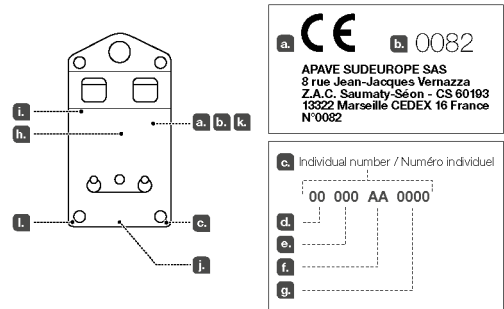 a. CE b. 0082
APAVE SUDEUROPE SAS
8 rue Jean-Jacques Vernazza
Z.A.C. Saumaty-Séon - CS 60193
13322 Marseille CEDEX 16 France
N°0082
i.
h.
a. b. k.
l.
c.
j.
c. Individual number / Numéro individuel
00 000 AA 0000
d.
e.
f.
g.